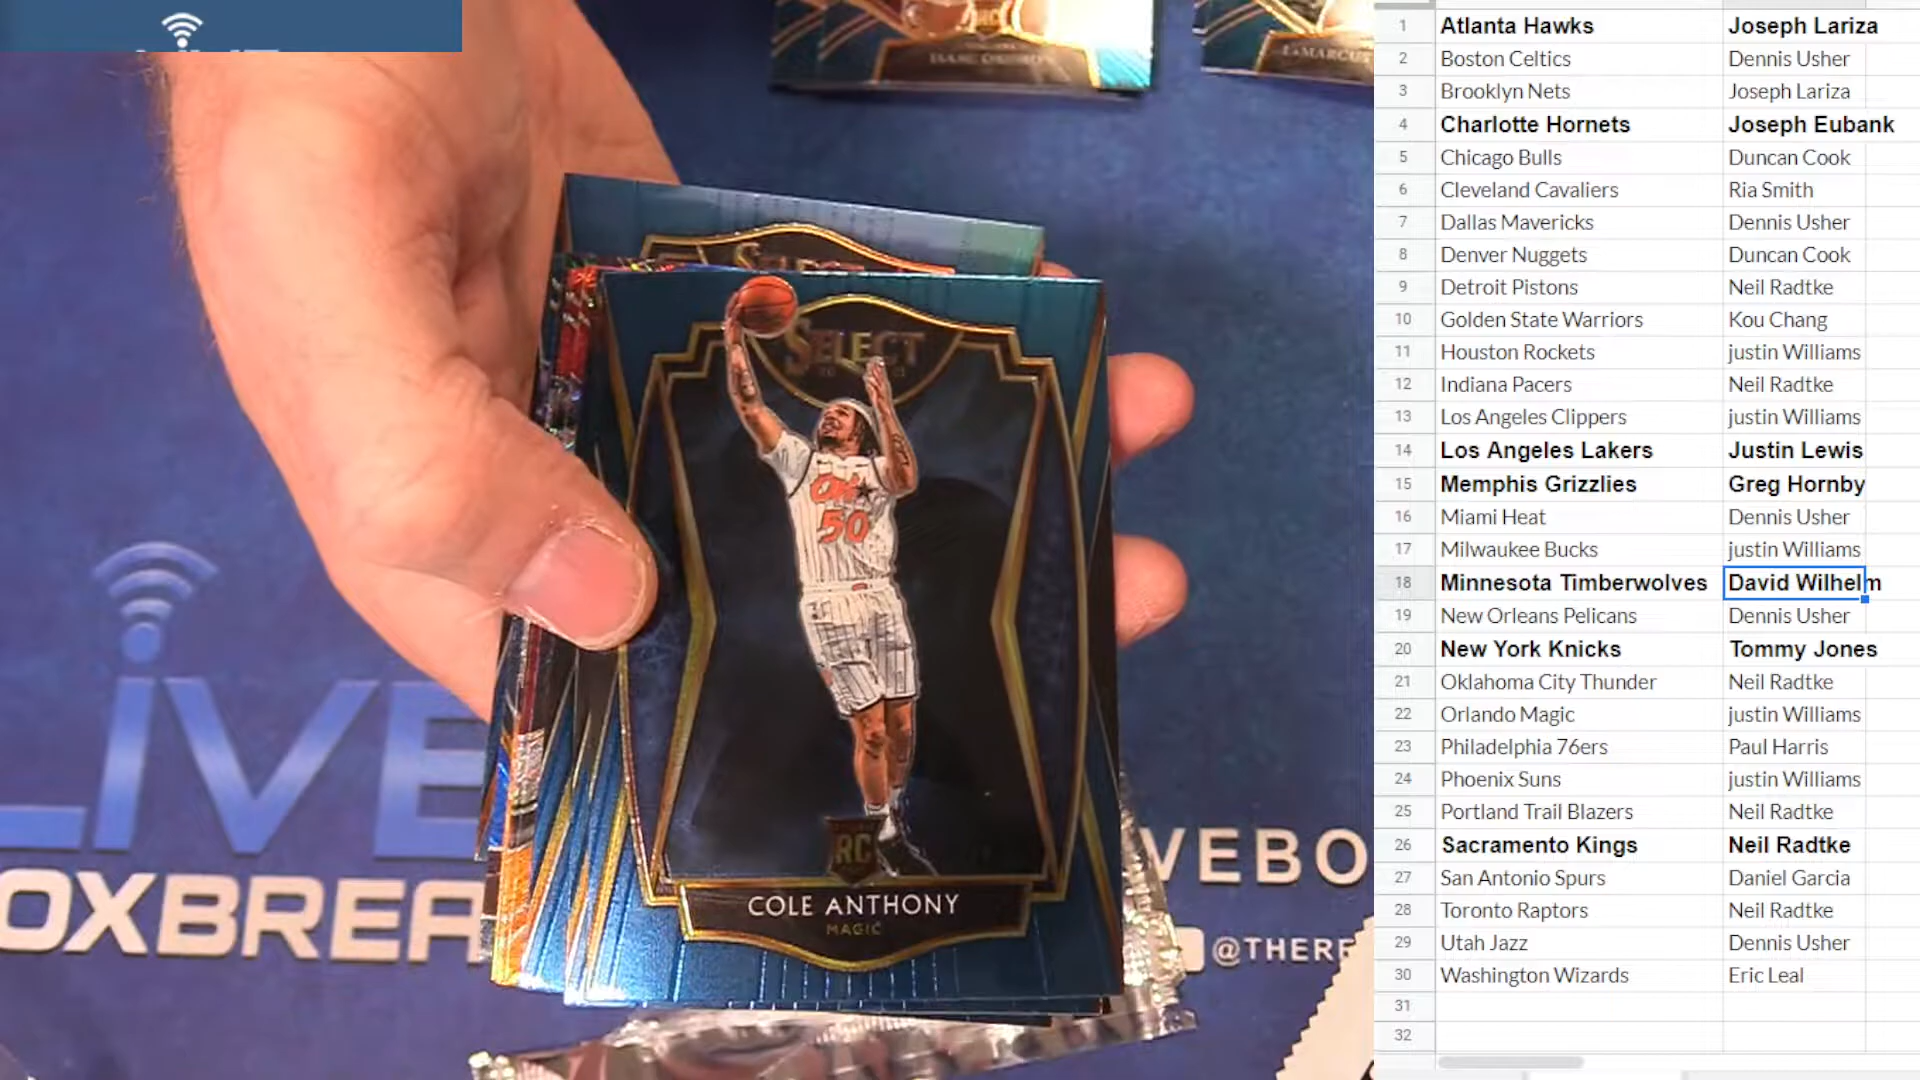 LIVE
SELECT
SELECT
50
RC
COLE ANTHONY
MAGIC
LIVE
OXBREA
VEBO
@THERE
1 Atlanta Hawks Joseph Lariza
2 Boston Celtics Dennis Usher
3 Brooklyn Nets Joseph Lariza
4 Charlotte Hornets Joseph Eubank
5 Chicago Bulls Duncan Cook
6 Cleveland Cavaliers Ria Smith
7 Dallas Mavericks Dennis Usher
8 Denver Nuggets Duncan Cook
9 Detroit Pistons Neil Radtke
10 Golden State Warriors Kou Chang
11 Houston Rockets justin Williams
12 Indiana Pacers Neil Radtke
13 Los Angeles Clippers justin Williams
14 Los Angeles Lakers Justin Lewis
15 Memphis Grizzlies Greg Hornby
16 Miami Heat Dennis Usher
17 Milwaukee Bucks justin Williams
18 Minnesota Timberwolves David Wilhelm
19 New Orleans Pelicans Dennis Usher
20 New York Knicks Tommy Jones
21 Oklahoma City Thunder Neil Radtke
22 Orlando Magic justin Williams
23 Philadelphia 76ers Paul Harris
24 Phoenix Suns justin Williams
25 Portland Trail Blazers Neil Radtke
26 Sacramento Kings Neil Radtke
27 San Antonio Spurs Daniel Garcia
28 Toronto Raptors Neil Radtke
29 Utah Jazz Dennis Usher
30 Washington Wizards Eric Leal
31
32